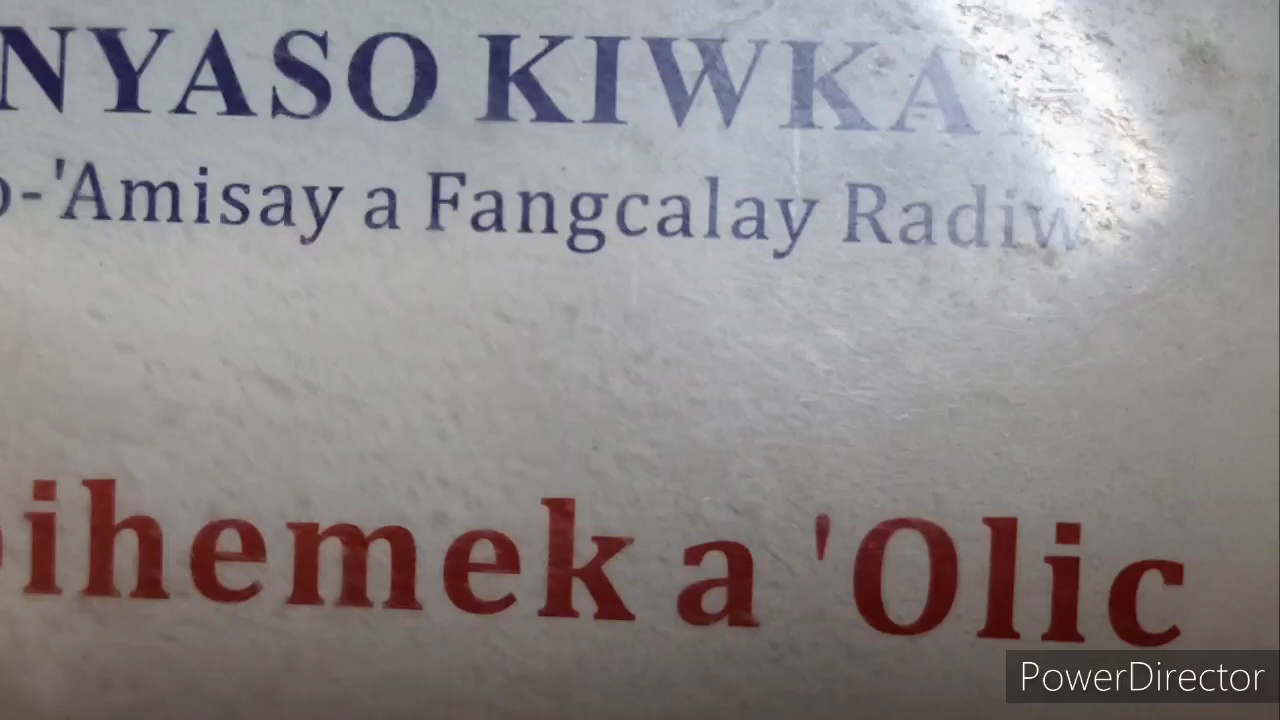 NYASO KIWKA
-'Amisay a Fangcalay Radiw
ihemek a 'Olic
PowerDirector